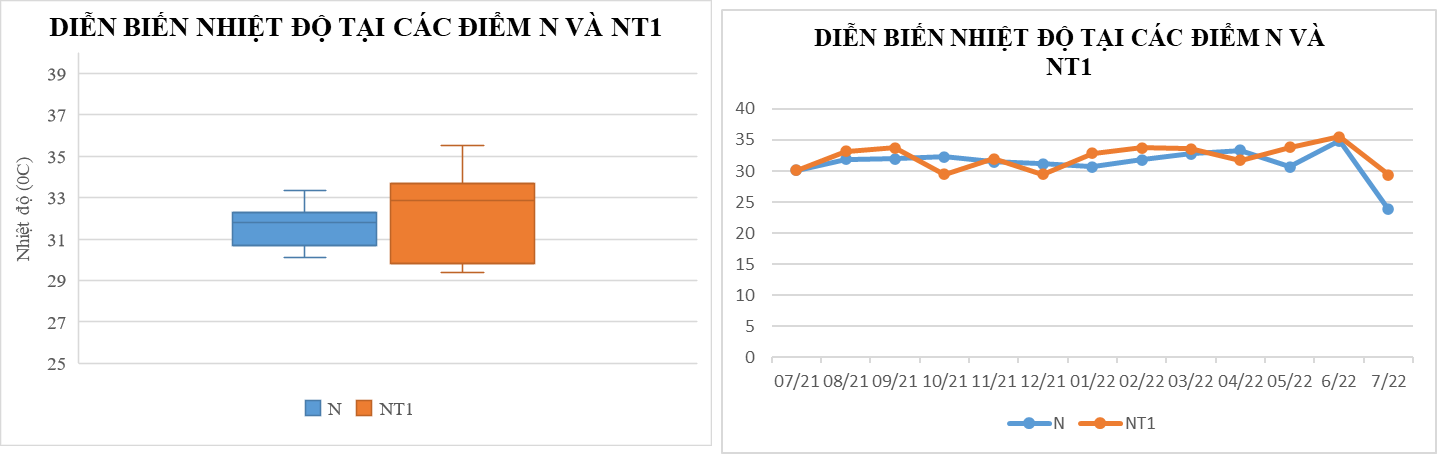 DIỄN BIẾN NHIỆT ĐỘ TẠI CÁC ĐIỂM N VÀ NT1
39
37
35
33
31
29
27
25
Nhiệt độ (0C)
N NT1
DIỄN BIẾN NHIỆT ĐỘ TẠI CÁC ĐIỂM N VÀ
NT1
40
35
30
25
20
15
10
5
0
07/21 08/21 09/21 10/21 11/21 12/21 01/22 02/22 03/22 04/22 05/22 6/22 7/22
N NT1